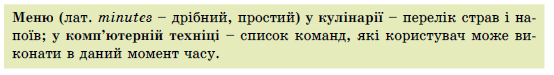 Меню (лат. minutes – дрібний, простий) у кулінарії – перелік страв і на-
поїв; у комп’ютерній техніці – список команд, які користувач може ви-
конати в даний момент часу.